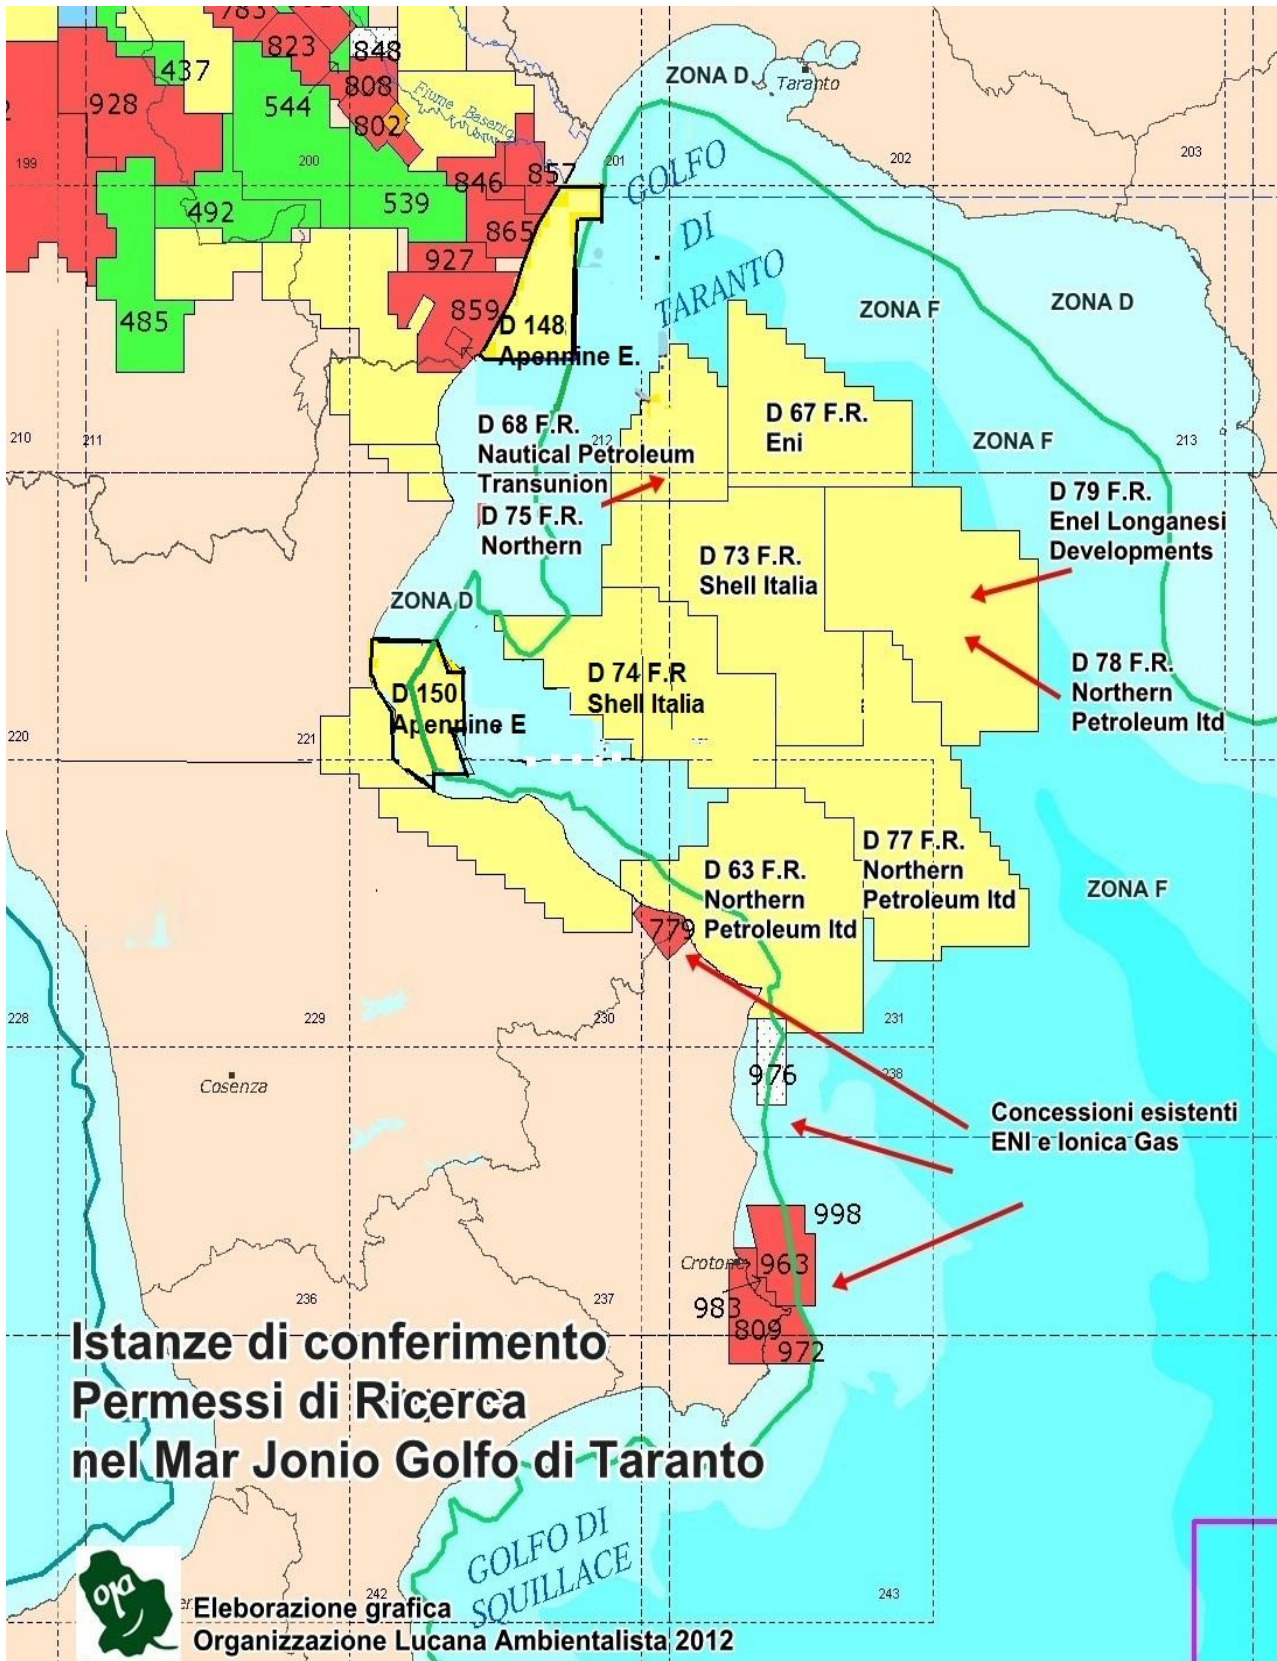 783
823
848
437
808
ZONA D
Taranto
928
544
Fiume Basento
802
199
200
857
201
202
203
846
GOLFO
DI
TARANTO
492
539
865
927
859
ZONA F
ZONA D
485
D 148
Apennine E.
D 68 F.R.
Nautical Petroleum
Transunion
D 67 F.R.
Eni
210
211
212
ZONA F
213
D 75 F.R.
Northern
D 79 F.R.
Enel Longanesi
Developments
D 73 F.R.
Shell Italia
ZONA D
D 74 F.R
Shell Italia
D 78 F.R.
Northern
Petroleum ltd
D 150
Apennine E
220
221
D 77 F.R.
Northern
Petroleum ltd
D 63 F.R.
Northern
Petroleum ltd
ZONA F
779
228
229
230
231
Cosenza
976
238
Concessioni esistenti
ENI e Ionica Gas
998
Crotone
963
983
236
237
809
972
Istanze di conferimento
Permessi di Ricerca
nel Mar Jonio Golfo di Taranto
GOLFO DI
SQUILLACE
ola
242
243
Eleborazione grafica
Organizzazione Lucana Ambientalista 2012